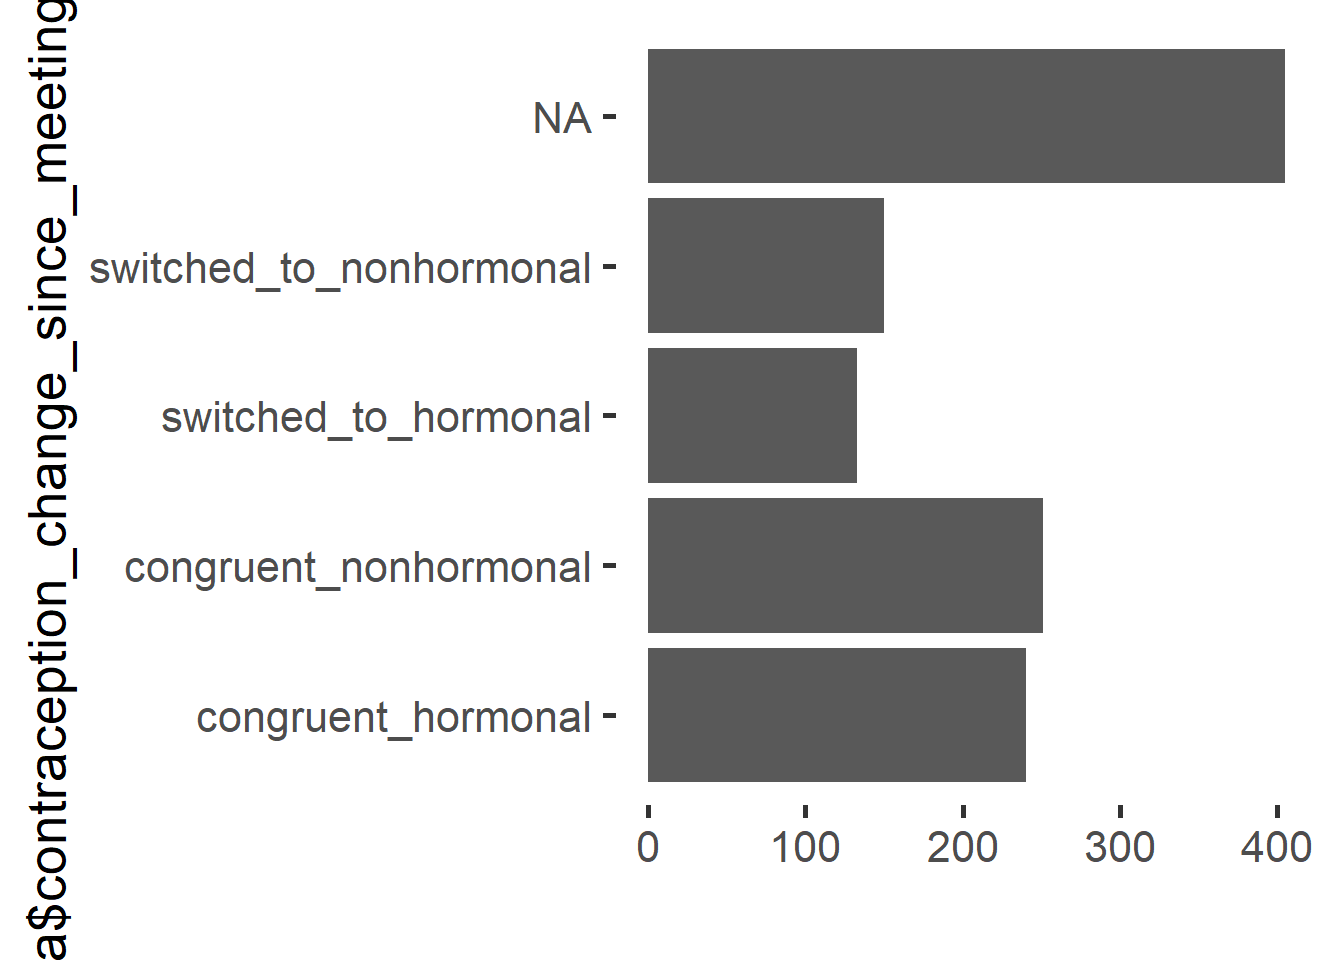 a$contraception_change_since_meeting
NA
switched_to_nonhormonal
switched_to_hormonal
congruent_nonhormonal
congruent_hormonal
0 100 200 300 400